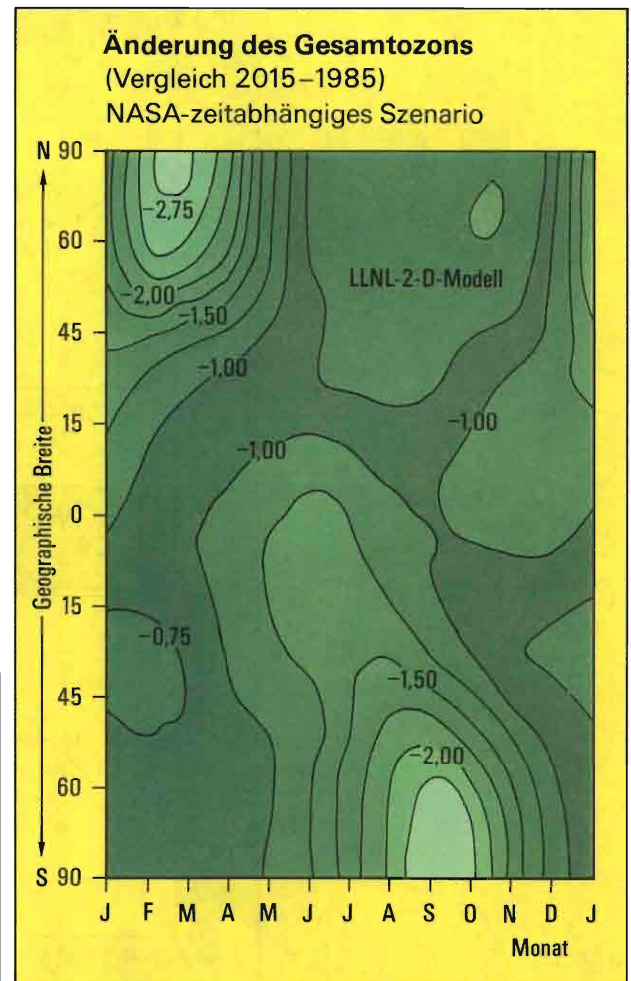 Änderung des Gesamtozons
(Vergleich 2015–1985)
NASA-zeitabhängiges Szenario
N 90
60
45
15
0
15
45
60
S 90
Geographische Breite
−2,75
−2,00
−1,50
−1,00
LLNL-2-D-Modell
−1,00
−1,00
−0,75
−1,50
−2,00
J F M A M J J A S O N D J
Monat